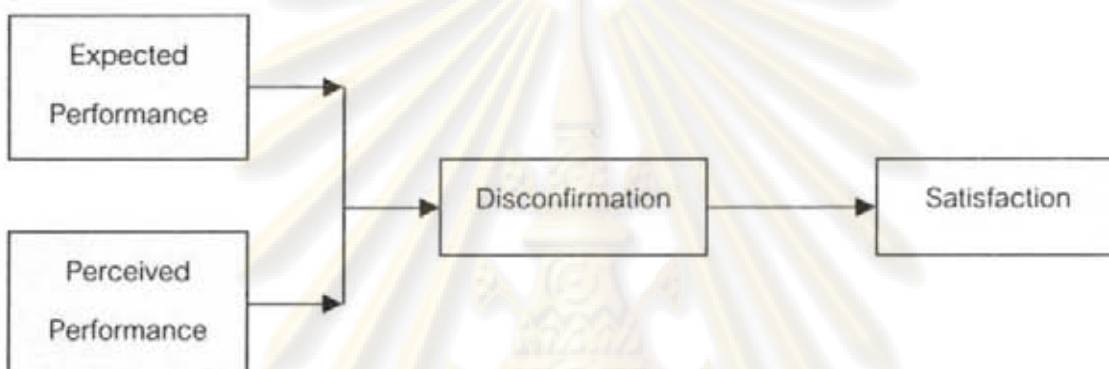 Expected
Performance
Disconfirmation
Satisfaction
Perceived
Performance